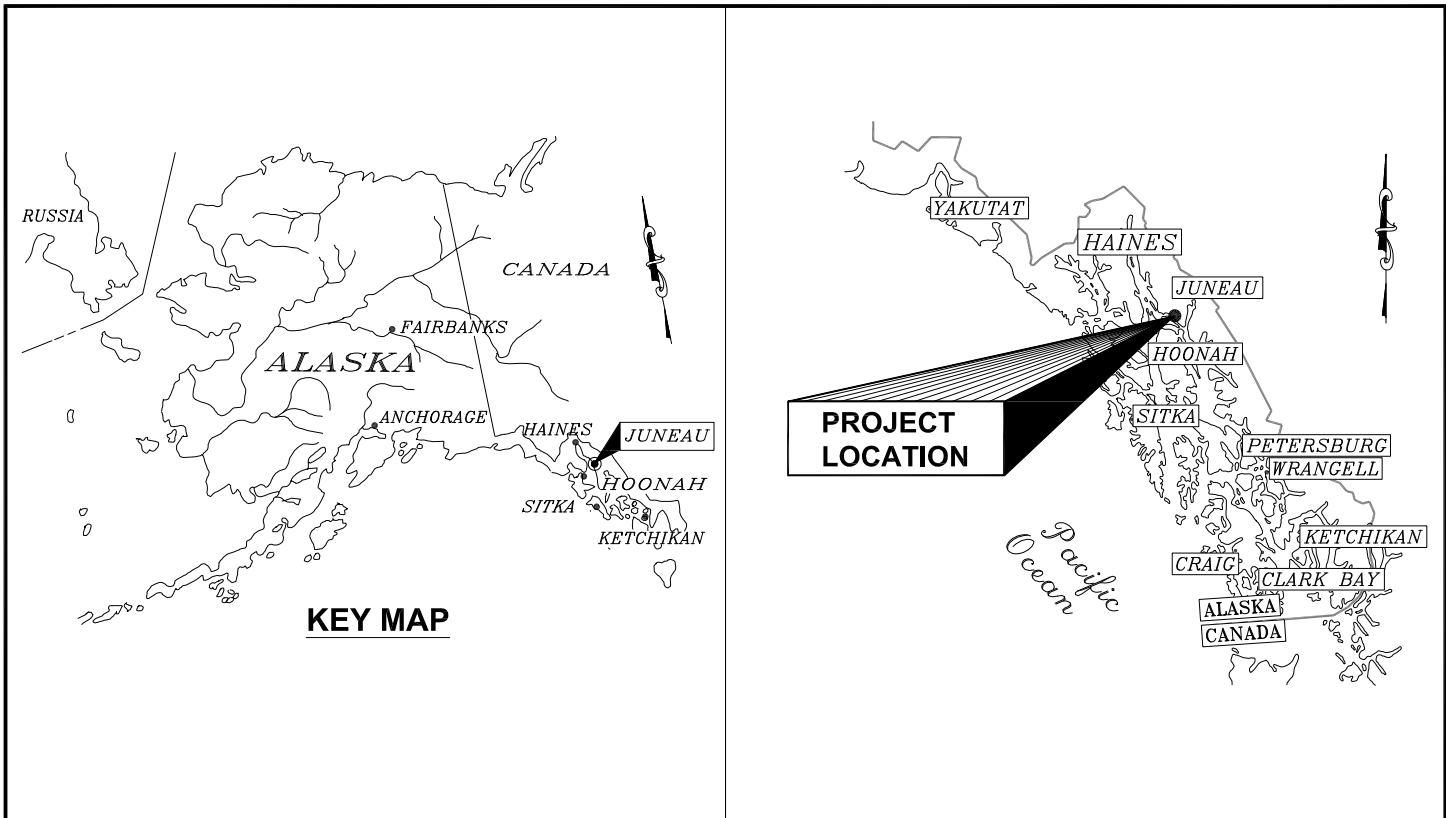 RUSSIA
CANADA
FAIRBANKS
ALASKA
ANCHORAGE
HAINES
JUNEAU
HOONAH
SITKA
KETCHIKAN
KEY MAP
YAKUTAT
HAINES
JUNEAU
HOONAH
PROJECT
LOCATION
SITKA
PETERSBURG
WRANGELL
Pacific
Ocean
KETCHIKAN
CRAIG
CLARK BAY
ALASKA
CANADA